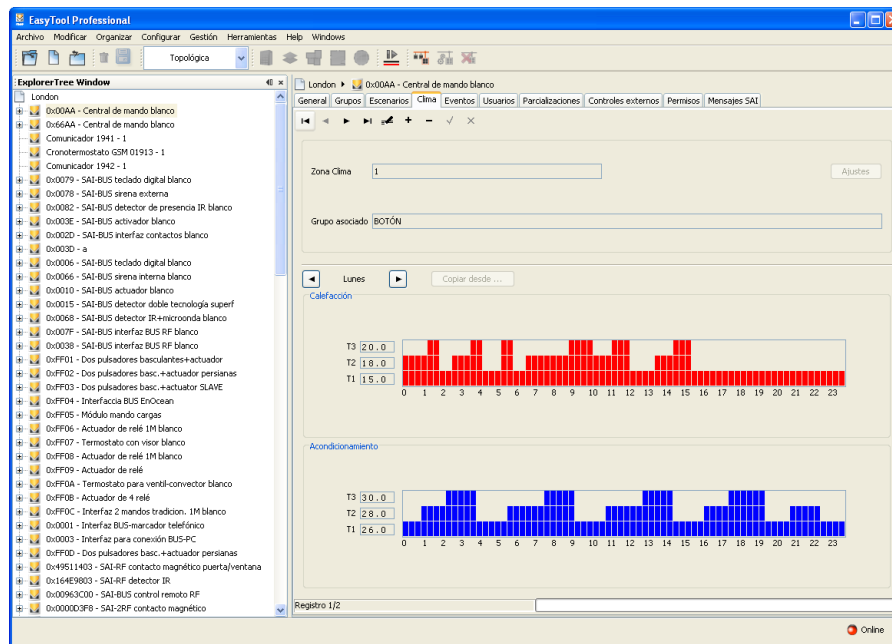 EasyTool Professional
Archivo Modificar Organizar Configurar Gestión Herramientas Help Windows
Topológica
ExplorerTree Window
London
0x00AA - Central de mando blanco
0x66AA - Central de mando blanco
Comunicador 1941 - 1
Cronotermostato GSM 01913 - 1
Comunicador 1942 - 1
0x0079 - SAI-BUS teclado digital blanco
0x0078 - SAI-BUS sirena externa
0x0082 - SAI-BUS detector de presencia IR blanco
0x003E - SAI-BUS activador blanco
0x002D - SAI-BUS interfaz contactos blanco
0x003D - a
0x0006 - SAI-BUS teclado digital blanco
0x0066 - SAI-BUS sirena interna blanco
0x0010 - SAI-BUS actuador blanco
0x0015 - SAI-BUS detector doble tecnología superf
0x0068 - SAI-BUS detector IR+microonda blanco
0x007F - SAI-BUS interfaz BUS RF blanco
0x0038 - SAI-BUS interfaz BUS RF blanco
0xFF01 - Dos pulsadores basculantes+actuador
0xFF02 - Dos pulsadores basc.+actuador persianas
0xFF03 - Dos pulsadores basc.+actuator SLAVE
0xFF04 - Interfaccia BUS EnOcean
0xFF05 - Módulo mando cargas
0xFF06 - Actuador de relé 1M blanco
0xFF07 - Termostato con visor blanco
0xFF08 - Actuador de relé 1M blanco
0xFF09 - Actuador de relé
0xFF0A - Termostato para ventil-convector blanco
0xFF0B - Actuador de 4 relé
0xFF0C - Interfaz 2 mandos tradicion. 1M blanco
0x0001 - Interfaz BUS-marcador telefónico
0x0003 - Interfaz para conexión BUS-PC
0xFF0D - Dos pulsadores basc.+actuador persianas
0x49511403 - SAI-RF contacto magnético puerta/ventana
0x164E9803 - SAI-RF detector IR
0x00963C00 - SAI-BUS control remoto RF
0x0000D3F8 - SAI-2RF contacto magnético
London 0x00AA - Central de mando blanco
General Grupos Escenarios Clima Eventos Usuarios Parcializaciones Controles externos Permisos Mensajes SAI
Zona Clima 1 Ajustes
Grupo asociado BOTÓN
Lunes Copiar desde ...
Calefacción
T3 20.0
T2 18.0
T1 15.0
0 1 2 3 4 5 6 7 8 9 10 11 12 13 14 15 16 17 18 19 20 21 22 23
Acondicionamiento
T3 30.0
T2 28.0
T1 26.0
0 1 2 3 4 5 6 7 8 9 10 11 12 13 14 15 16 17 18 19 20 21 22 23
Registro 1/2
Online